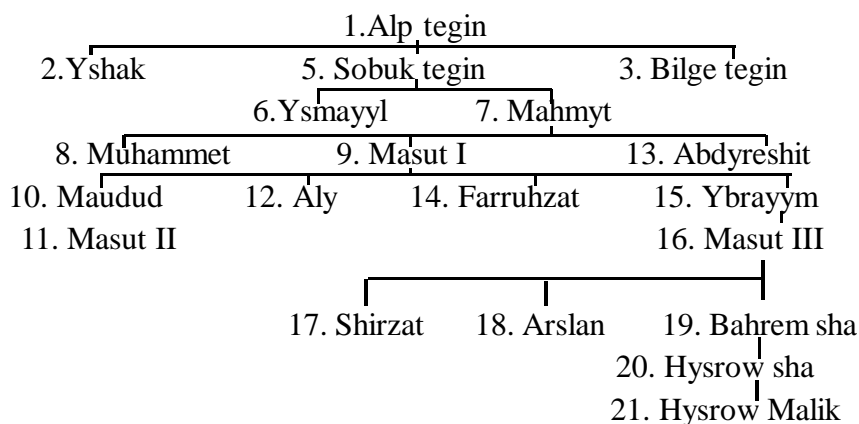 1.Alp tegin
2.Yshak 5. Sobuk tegin 3. Bilge tegin
6.Ysmayyl 7. Mahmyt
8. Muhammet 9. Masut I 13. Abdyreshit
10. Maudud 12. Aly 14. Farruhzat 15. Ybrayym
11. Masut II 16. Masut III
17. Shirzat 18. Arslan 19. Bahrem sha
20. Hysrow sha
21. Hysrow Malik